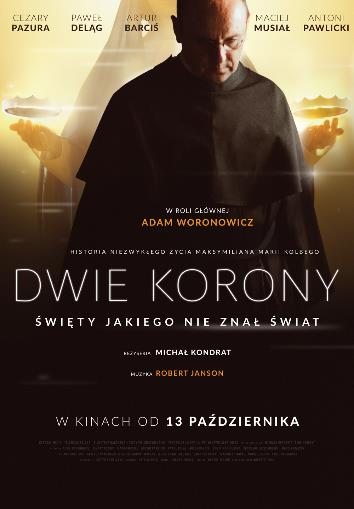 CEZARY PAZURA
PAWEŁ DELĄG
ARTUR BARCIŚ
MACIEJ MUSIAŁ
ANTONI PAWLICKI
W ROLI GŁÓWNEJ
ADAM WORONOWICZ
HISTORIA NIEZWYKŁEGO ŻYCIA MAKSYMILIANA MARII KOLBEGO
DWIE KORONY
ŚWIĘTY JAKIEGO NIE ZNAŁ ŚWIAT
REŻYSERIA MICHAŁ KONDRAT
MUZYKA ROBERT JANSON
W KINACH OD 13 PAŹDZIERNIKA